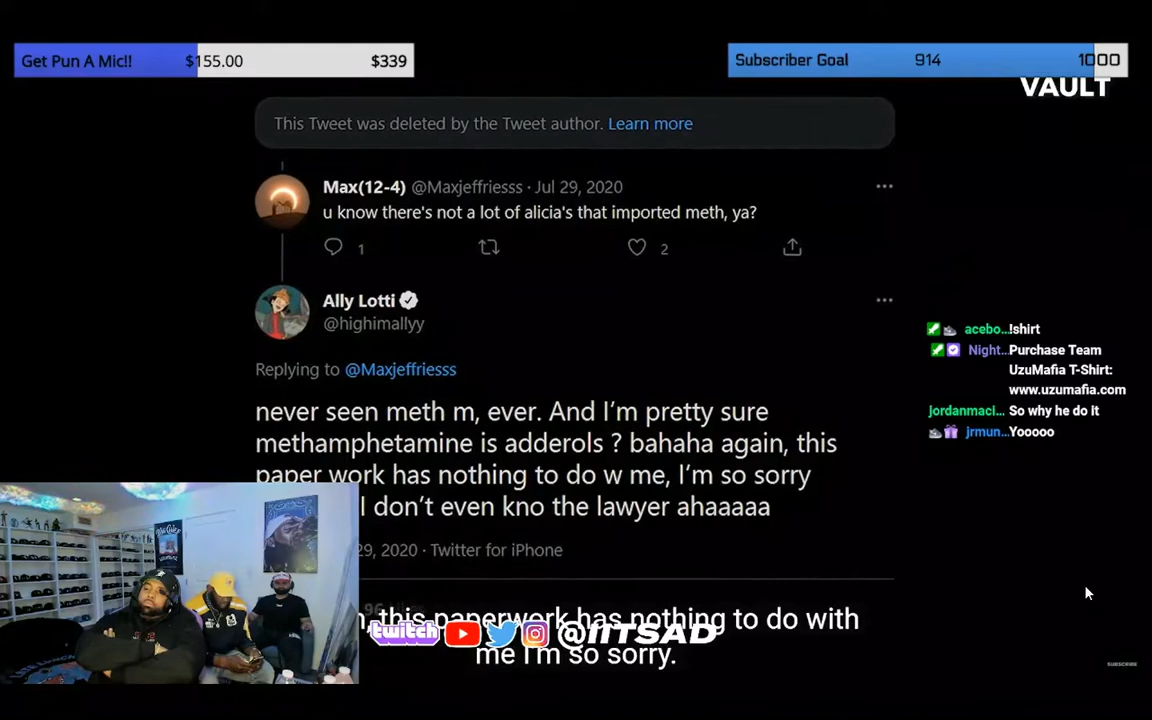 Get Pun A Mic!! $155.00 $339
Subscriber Goal 914 1000
VAULT
This Tweet was deleted by the Tweet author. Learn more
Max(12-4) @Maxjeffriesss · Jul 29, 2020
u know there's not a lot of alicia's that imported meth, ya?
1 2
Ally Lotti
@highimallyy
Replying to @Maxjeffriesss
never seen meth m, ever. And I'm pretty sure
methamphetamine is adderols ? bahaha again, this
paper work has nothing to do w me, I'm so sorry
I don't even kno the lawyer ahaaaaa
29, 2020 · Twitter for iPhone
this paperwork has nothing to do with
me I'm so sorry.
twitch @IITSAD
acebo... !shirt
Night... Purchase Team
UzuMafia T-Shirt:
www.uzumafia.com
jordanmacl... So why he do it
jrmun... Yooooo
SUBSCRIBE